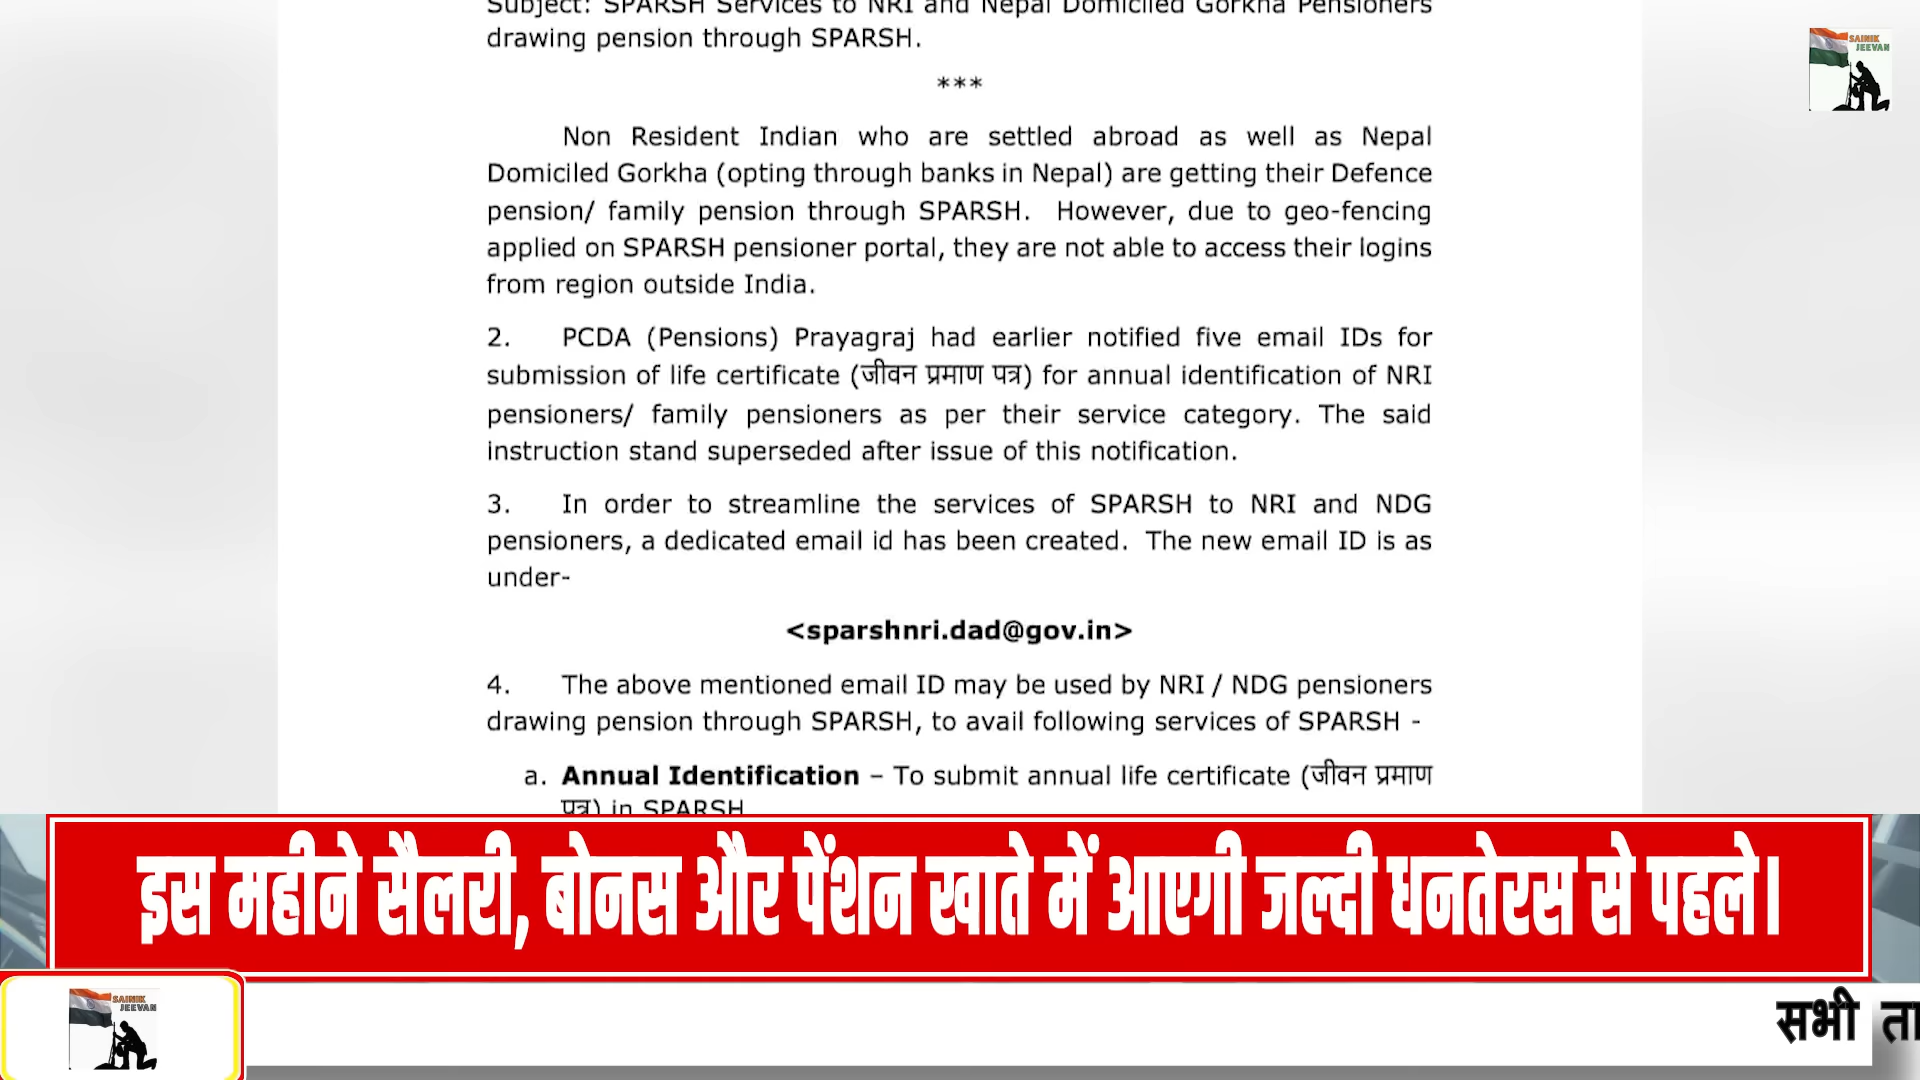 Subject: SPARSH Services to NRI and Nepal Domiciled Gorkha Pensioners
drawing pension through SPARSH.
***
Non Resident Indian who are settled abroad as well as Nepal
Domiciled Gorkha (opting through banks in Nepal) are getting their Defence
pension/ family pension through SPARSH. However, due to geo-fencing
applied on SPARSH pensioner portal, they are not able to access their logins
from region outside India.
2. PCDA (Pensions) Prayagraj had earlier notified five email IDs for
submission of life certificate (जीवन प्रमाण पत्र) for annual identification of NRI
pensioners/ family pensioners as per their service category. The said
instruction stand superseded after issue of this notification.
3. In order to streamline the services of SPARSH to NRI and NDG
pensioners, a dedicated email id has been created. The new email ID is as
under-
<sparshnri.dad@gov.in>
4. The above mentioned email ID may be used by NRI / NDG pensioners
drawing pension through SPARSH, to avail following services of SPARSH -
a. Annual Identification – To submit annual life certificate (जीवन प्रमाण
पत्र) in SPARSH
इस महीने सैलरी, बोनस और पेंशन खाते में आएगी जल्दी धनतेरस से पहले।
सभी ता
SAINIK
JEEVAN
SAINIK
JEEVAN